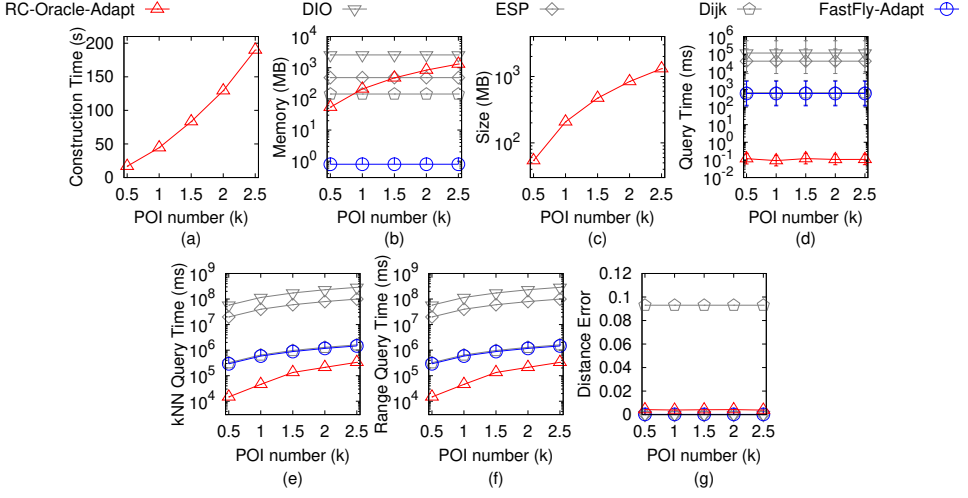 RC-Oracle-Adapt DIO ESP Dijk FastFly-Adapt
Construction Time (s)
200
150
100
50
0
0.5 1 1.5 2 2.5
POI number (k)
(a)
Memory (MB)
10^4
10^3
10^2
10^1
10^0
0.5 1 1.5 2 2.5
POI number (k)
(b)
Size (MB)
10^3
10^2
0.5 1 1.5 2 2.5
POI number (k)
(c)
Query Time (ms)
10^6
10^5
10^4
10^3
10^2
10^1
10^0
10^-1
10^-2
0.5 1 1.5 2 2.5
POI number (k)
(d)
kNN Query Time (ms)
10^9
10^8
10^7
10^6
10^5
10^4
0.5 1 1.5 2 2.5
POI number (k)
(e)
Range Query Time (ms)
10^9
10^8
10^7
10^6
10^5
10^4
0.5 1 1.5 2 2.5
POI number (k)
(f)
Distance Error
0.12
0.1
0.08
0.06
0.04
0.02
0
0.5 1 1.5 2 2.5
POI number (k)
(g)